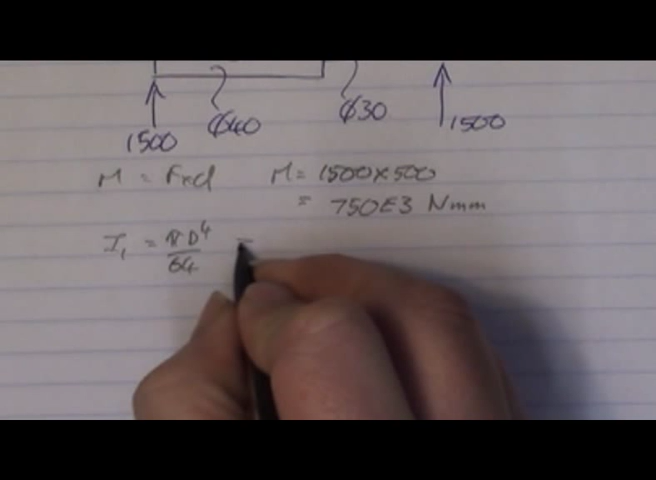 1500 ϕ40 ϕ30 1500
M = Fxd M = 1500x500
= 750E3 Nmm
I₁ = πD⁴ =
64